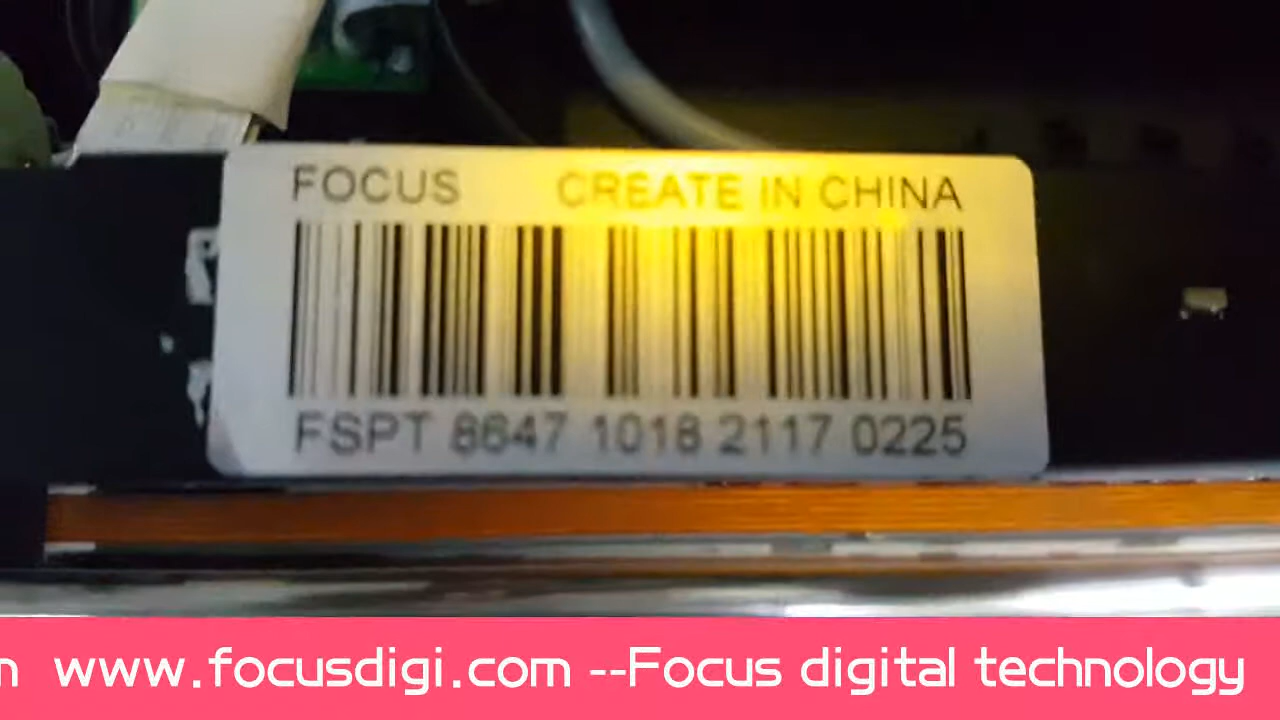 FOCUS CREATE IN CHINA
FSPT 8647 1018 2117 0225
www.focusdigi.com --Focus digital technology